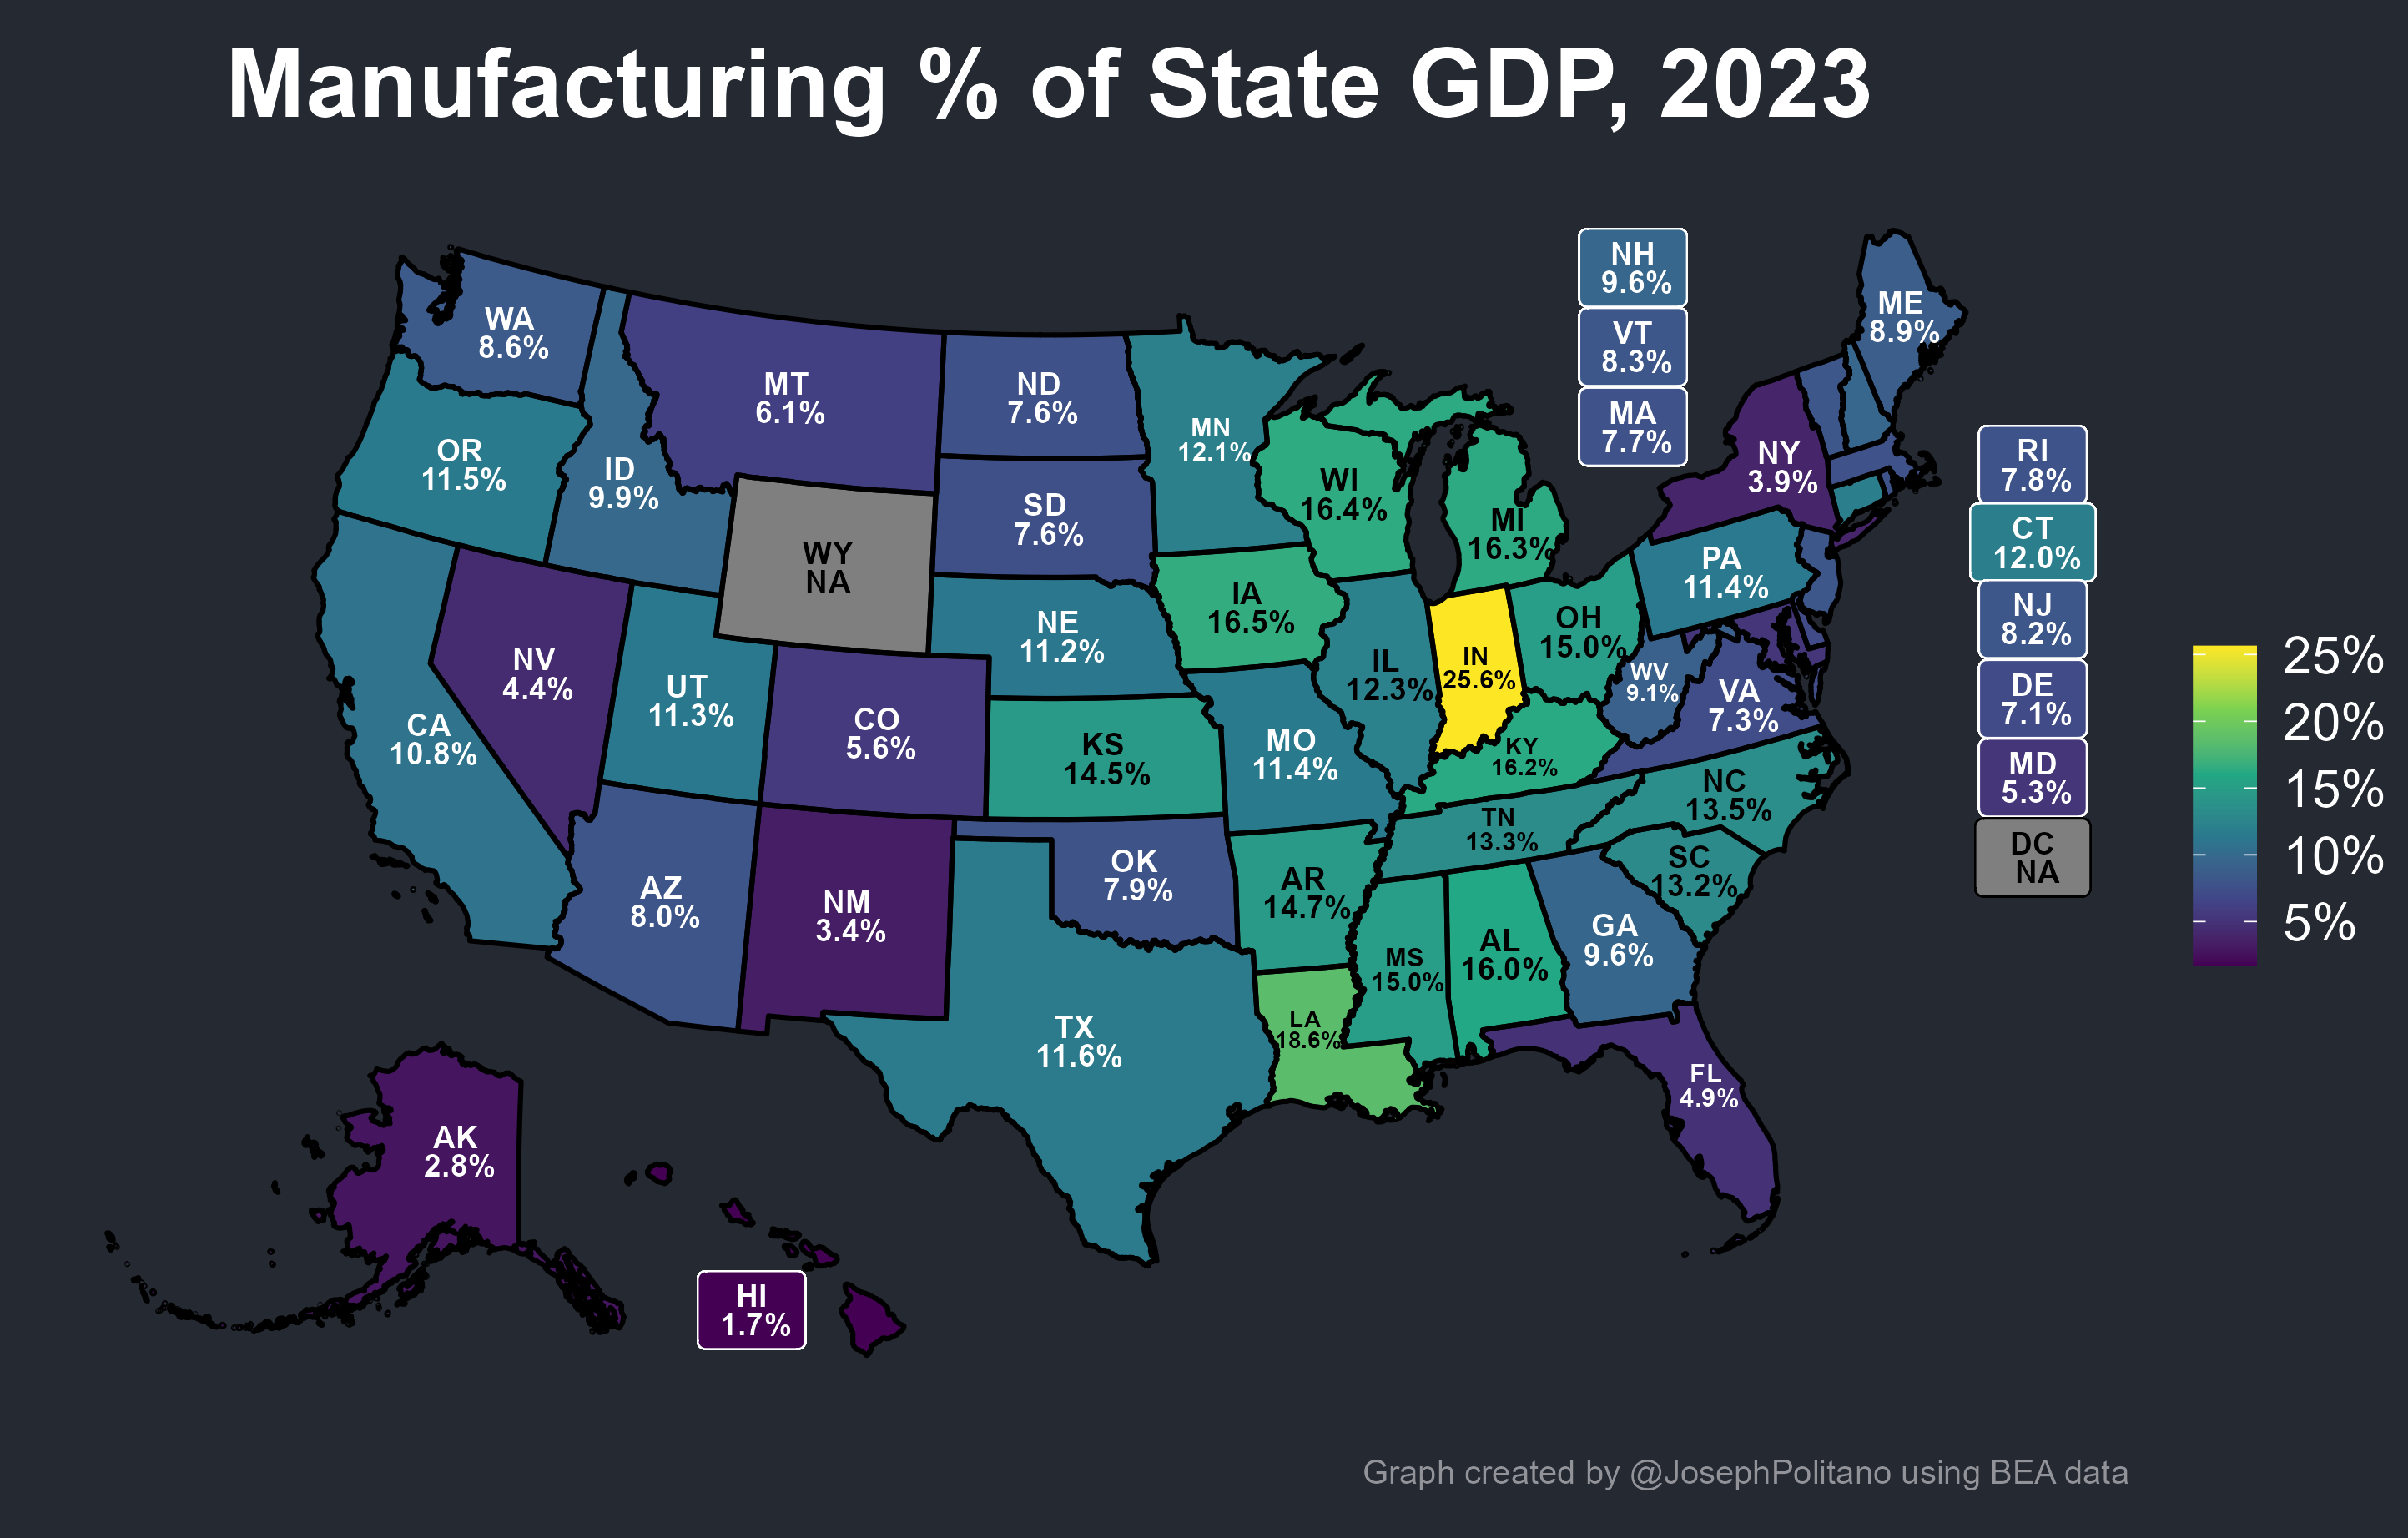 Manufacturing % of State GDP, 2023
NH
9.6%
VT
8.3%
MA
7.7%
ME
8.9%
WA
8.6%
MT
6.1%
ND
7.6%
MN
12.1%
OR
11.5%
ID
9.9%
WY
NA
SD
7.6%
WI
16.4%
MI
16.3%
NY
3.9%
RI
7.8%
CT
12.0%
NJ
8.2%
DE
7.1%
MD
5.3%
DC
NA
PA
11.4%
IA
16.5%
NE
11.2%
IL
12.3%
IN
25.6%
OH
15.0%
WV
9.1%
VA
7.3%
NV
4.4%
UT
11.3%
CA
10.8%
CO
5.6%
KS
14.5%
MO
11.4%
KY
16.2%
NC
13.5%
TN
13.3%
SC
13.2%
AZ
8.0%
NM
3.4%
OK
7.9%
AR
14.7%
MS
15.0%
AL
16.0%
GA
9.6%
TX
11.6%
LA
18.6%
FL
4.9%
AK
2.8%
HI
1.7%
25%
20%
15%
10%
5%
Graph created by @JosephPolitano using BEA data